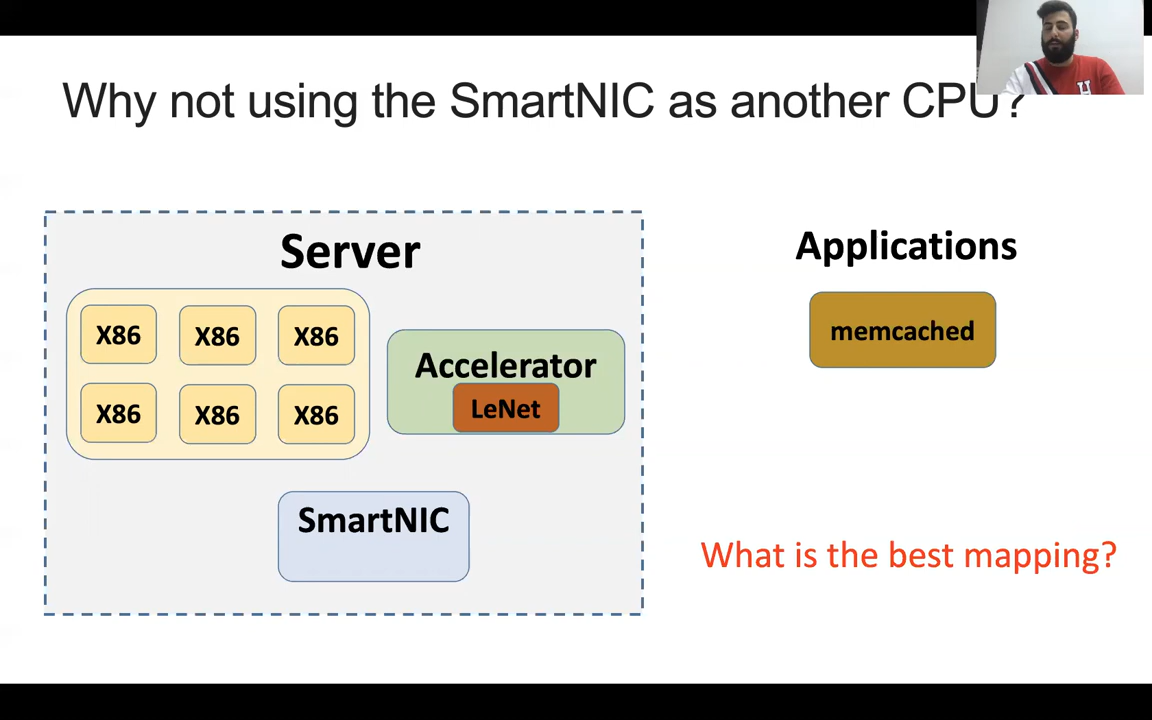 Why not using the SmartNIC as another CPU?
Server
X86 X86 X86
X86 X86 X86
Accelerator
LeNet
SmartNIC
Applications
memcached
What is the best mapping?
H